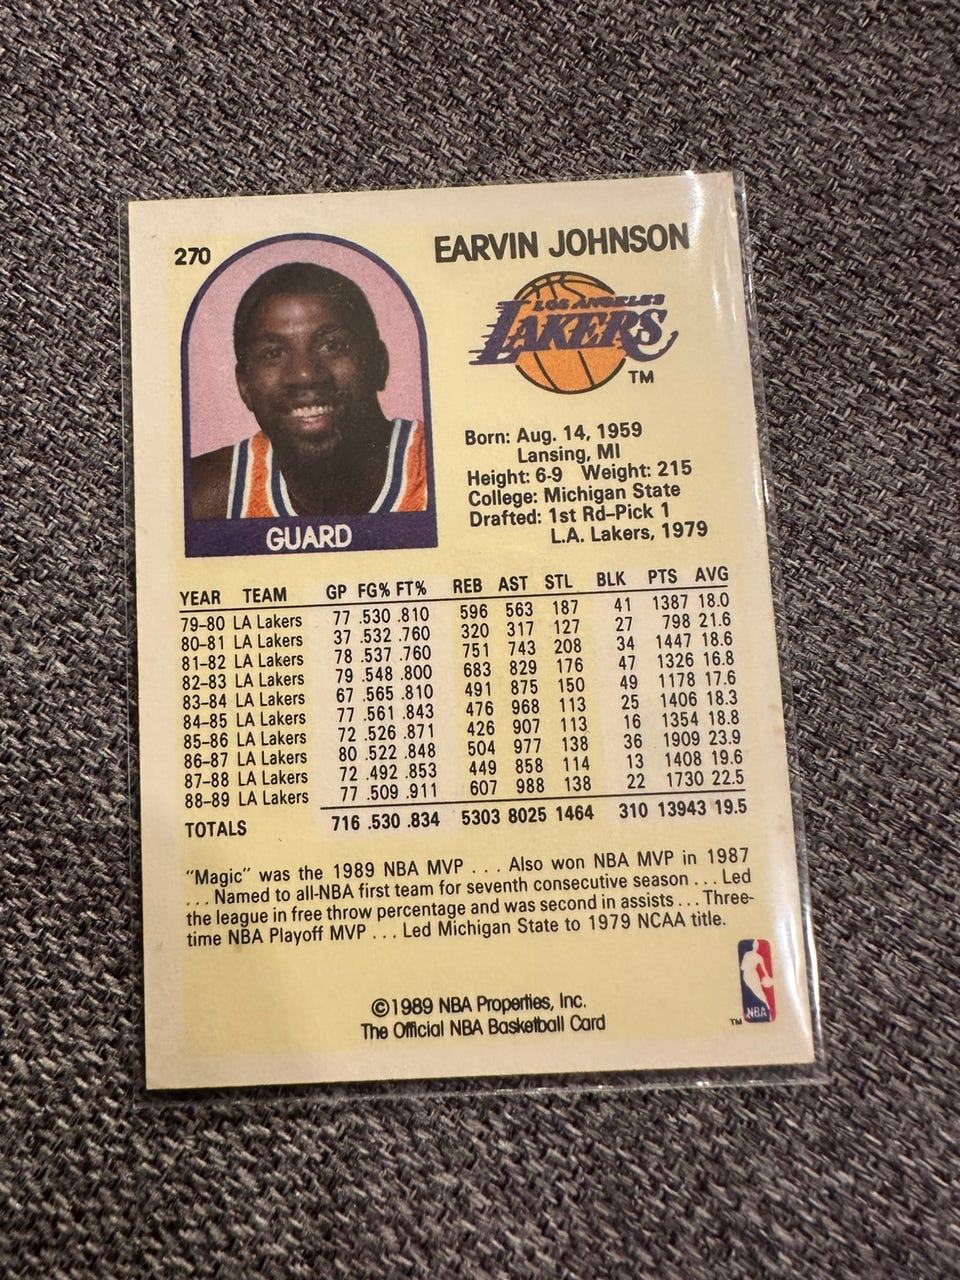 270
EARVIN JOHNSON
LOS ANGELES
LAKERS
TM
Born: Aug. 14, 1959
Lansing, MI
Height: 6-9 Weight: 215
College: Michigan State
Drafted: 1st Rd-Pick 1
L.A. Lakers, 1979
GUARD
YEAR TEAM GP FG% FT% REB AST STL BLK PTS AVG
79-80 LA Lakers 77 .530 .810 596 563 187 41 1387 18.0
80-81 LA Lakers 37 .532 .760 320 317 127 27 798 21.6
81-82 LA Lakers 78 .537 .760 751 743 208 34 1447 18.6
82-83 LA Lakers 79 .548 .800 683 829 176 47 1326 16.8
83-84 LA Lakers 67 .565 .810 491 875 150 49 1178 17.6
84-85 LA Lakers 77 .561 .843 476 968 113 25 1406 18.3
85-86 LA Lakers 72 .526 .871 426 907 113 16 1354 18.8
86-87 LA Lakers 80 .522 .848 504 977 138 36 1909 23.9
87-88 LA Lakers 72 .492 .853 449 858 114 13 1408 19.6
88-89 LA Lakers 77 .509 .911 607 988 138 22 1730 22.5
TOTALS 716 .530 .834 5303 8025 1464 310 13943 19.5
"Magic" was the 1989 NBA MVP . . . Also won NBA MVP in 1987
. . . Named to all-NBA first team for seventh consecutive season . . . Led
the league in free throw percentage and was second in assists . . . Three-
time NBA Playoff MVP . . . Led Michigan State to 1979 NCAA title.
©1989 NBA Properties, Inc.
The Official NBA Basketball Card
TM NBA